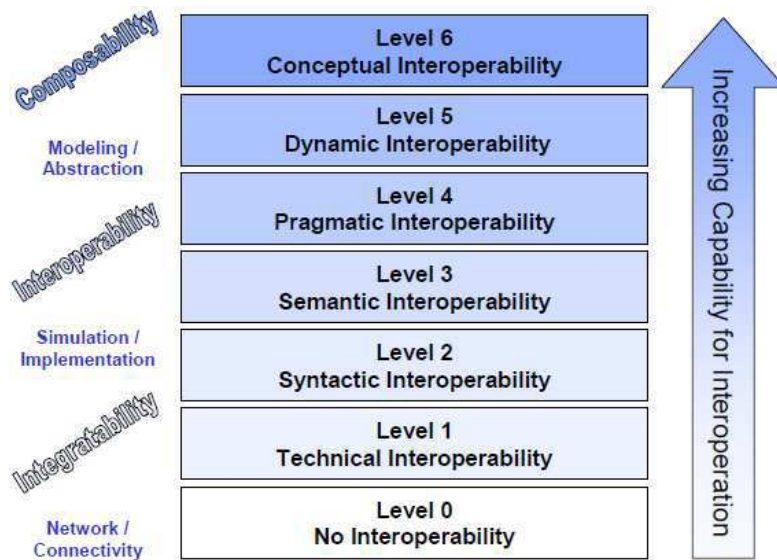 Composability
Modeling /
Abstraction
Interoperability
Simulation /
Implementation
Integratability
Network /
Connectivity
Level 6
Conceptual Interoperability
Level 5
Dynamic Interoperability
Level 4
Pragmatic Interoperability
Level 3
Semantic Interoperability
Level 2
Syntactic Interoperability
Level 1
Technical Interoperability
Level 0
No Interoperability
Increasing Capability for Interoperation